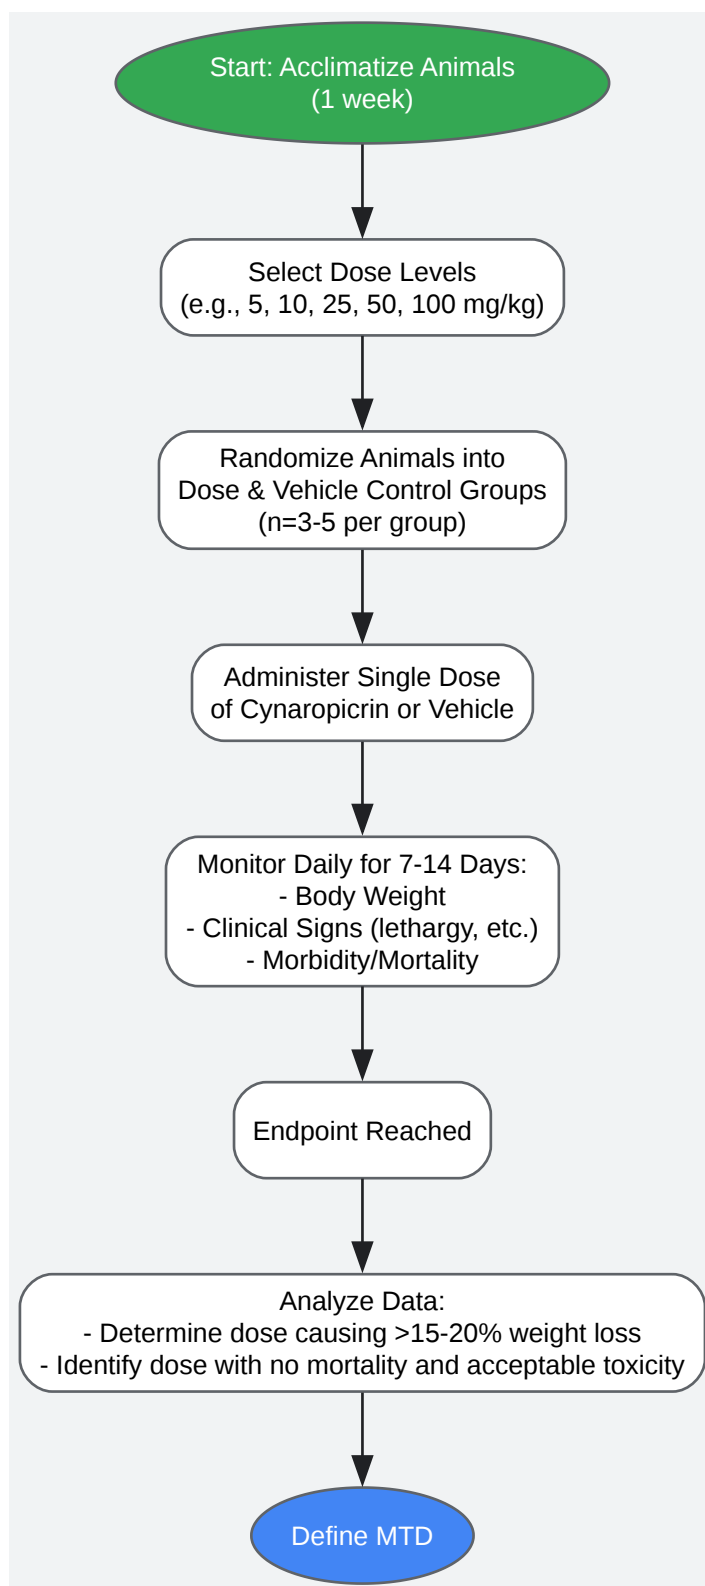 Start: Acclimatize Animals
(1 week)
Select Dose Levels
(e.g., 5, 10, 25, 50, 100 mg/kg)
Randomize Animals into
Dose & Vehicle Control Groups
(n=3-5 per group)
Administer Single Dose
of Cynaropicrin or Vehicle
Monitor Daily for 7-14 Days:
- Body Weight
- Clinical Signs (lethargy, etc.)
- Morbidity/Mortality
Endpoint Reached
Analyze Data:
- Determine dose causing >15-20% weight loss
- Identify dose with no mortality and acceptable toxicity
Define MTD